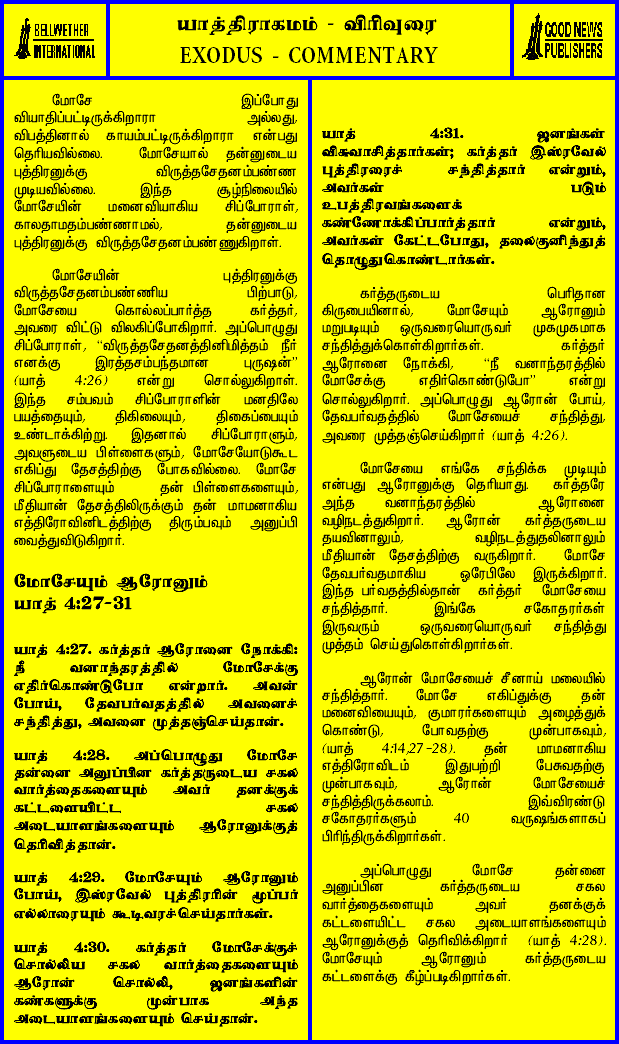 BELLWETHER
INTERNATIONAL
யாத்திராகமம் - விரிவுரை
EXODUS - COMMENTARY
GOOD NEWS
PUBLISHERS
மோசே இப்போது
வியாதிப்பட்டிருக்கிறாரா அல்லது,
விபத்தினால் காயம்பட்டிருக்கிறாரா என்பது
தெரியவில்லை. மோசேயால் தன்னுடைய
புத்திரனுக்கு விருத்தசேதனம்பண்ண
முடியவில்லை. இந்த சூழ்நிலையில்
மோசேயின் மனைவியாகிய சிப்போராள்,
காலதாமதம்பண்ணாமல், தன்னுடைய
புத்திரனுக்கு விருத்தசேதனம்பண்ணுகிறாள்.
மோசேயின் புத்திரனுக்கு
விருத்தசேதனம்பண்ணிய பிற்பாடு,
மோசேயை கொல்லப்பார்த்த கர்த்தர்,
அவரை விட்டு விலகிப்போகிறார். அப்பொழுது
சிப்போராள், “விருத்தசேதனத்தினிமித்தம் நீர்
எனக்கு இரத்தசம்பந்தமான புருஷன்”
(யாத் 4:26) என்று சொல்லுகிறாள்.
இந்த சம்பவம் சிப்போராளின் மனதிலே
பயத்தையும், திகிலையும், திகைப்பையும்
உண்டாக்கிற்று. இதனால் சிப்போராளும்,
அவளுடைய பிள்ளைகளும், மோசேயோடுகூட
எகிப்து தேசத்திற்கு போகவில்லை. மோசே
சிப்போராளையும் தன் பிள்ளைகளையும்,
மீதியான் தேசத்திலிருக்கும் தன் மாமனாகிய
எத்திரோவினிடத்திற்கு திரும்பவும் அனுப்பி
வைத்துவிடுகிறார்.
மோசேயும் ஆரோனும்
யாத் 4:27-31
யாத் 4:27. கர்த்தர் ஆரோனை நோக்கி:
நீ வனாந்தரத்தில் மோசேக்கு
எதிர்கொண்டுபோ என்றார். அவன்
போய், தேவபர்வதத்தில் அவனைச்
சந்தித்து, அவனை முத்தஞ்செய்தான்.
யாத் 4:28. அப்பொழுது மோசே
தன்னை அனுப்பின கர்த்தருடைய சகல
வார்த்தைகளையும் அவர் தனக்குக்
கட்டளையிட்ட சகல
அடையாளங்களையும் ஆரோனுக்குத்
தெரிவித்தான்.
யாத் 4:29. மோசேயும் ஆரோனும்
போய், இஸ்ரவேல் புத்திரரின் மூப்பர்
எல்லாரையும் கூடிவரச்செய்தார்கள்.
யாத் 4:30. கர்த்தர் மோசேக்குச்
சொல்லிய சகல வார்த்தைகளையும்
ஆரோன் சொல்லி, ஜனங்களின்
கண்களுக்கு முன்பாக அந்த
அடையாளங்களையும் செய்தான்.
யாத் 4:31. ஜனங்கள்
விசுவாசித்தார்கள்; கர்த்தர் இஸ்ரவேல்
புத்திரரைச் சந்தித்தார் என்றும்,
அவர்கள் படும்
உபத்திரவங்களைக்
கண்ணோக்கிப்பார்த்தார் என்றும்,
அவர்கள் கேட்டபோது, தலைகுனிந்துத்
தொழுதுகொண்டார்கள்.
கர்த்தருடைய பெரிதான
கிருபையினால், மோசேயும் ஆரோனும்
மறுபடியும் ஒருவரையொருவர் முகமுகமாக
சந்தித்துக்கொள்கிறார்கள். கர்த்தர்
ஆரோனை நோக்கி, “நீ வனாந்தரத்தில்
மோசேக்கு எதிர்கொண்டுபோ” என்று
சொல்லுகிறார். அப்பொழுது ஆரோன் போய்,
தேவபர்வதத்தில் மோசேயைச் சந்தித்து,
அவரை முத்தஞ்செய்கிறார் (யாத் 4:26).
மோசேயை எங்கே சந்திக்க முடியும்
என்பது ஆரோனுக்கு தெரியாது. கர்த்தரே
அந்த வனாந்தரத்தில் ஆரோனை
வழிநடத்துகிறார். ஆரோன் கர்த்தருடைய
தயவினாலும், வழிநடத்துதலினாலும்
மீதியான் தேசத்திற்கு வருகிறார். மோசே
தேவபர்வதமாகிய ஓரேபிலே இருக்கிறார்.
இந்த பர்வதத்தில்தான் கர்த்தர் மோசேயை
சந்தித்தார். இங்கே சகோதரர்கள்
இருவரும் ஒருவரையொருவர் சந்தித்து
முத்தம் செய்துகொள்கிறார்கள்.
ஆரோன் மோசேயைச் சீனாய் மலையில்
சந்தித்தார். மோசே எகிப்துக்கு தன்
மனைவியையும், குமாரர்களையும் அழைத்துக்
கொண்டு, போவதற்கு முன்பாகவும்,
(யாத் 4:14,27-28). தன் மாமனாகிய
எத்திரோவிடம் இதுபற்றி பேசுவதற்கு
முன்பாகவும், ஆரோன் மோசேயைச்
சந்தித்திருக்கலாம். இவ்விரண்டு
சகோதரர்களும் 40 வருஷங்களாகப்
பிரிந்திருக்கிறார்கள்.
அப்பொழுது மோசே தன்னை
அனுப்பின கர்த்தருடைய சகல
வார்த்தைகளையும் அவர் தனக்குக்
கட்டளையிட்ட சகல அடையாளங்களையும்
ஆரோனுக்குத் தெரிவிக்கிறார் (யாத் 4:28).
மோசேயும் ஆரோனும் கர்த்தருடைய
கட்டளைக்கு கீழ்ப்படிகிறார்கள்.